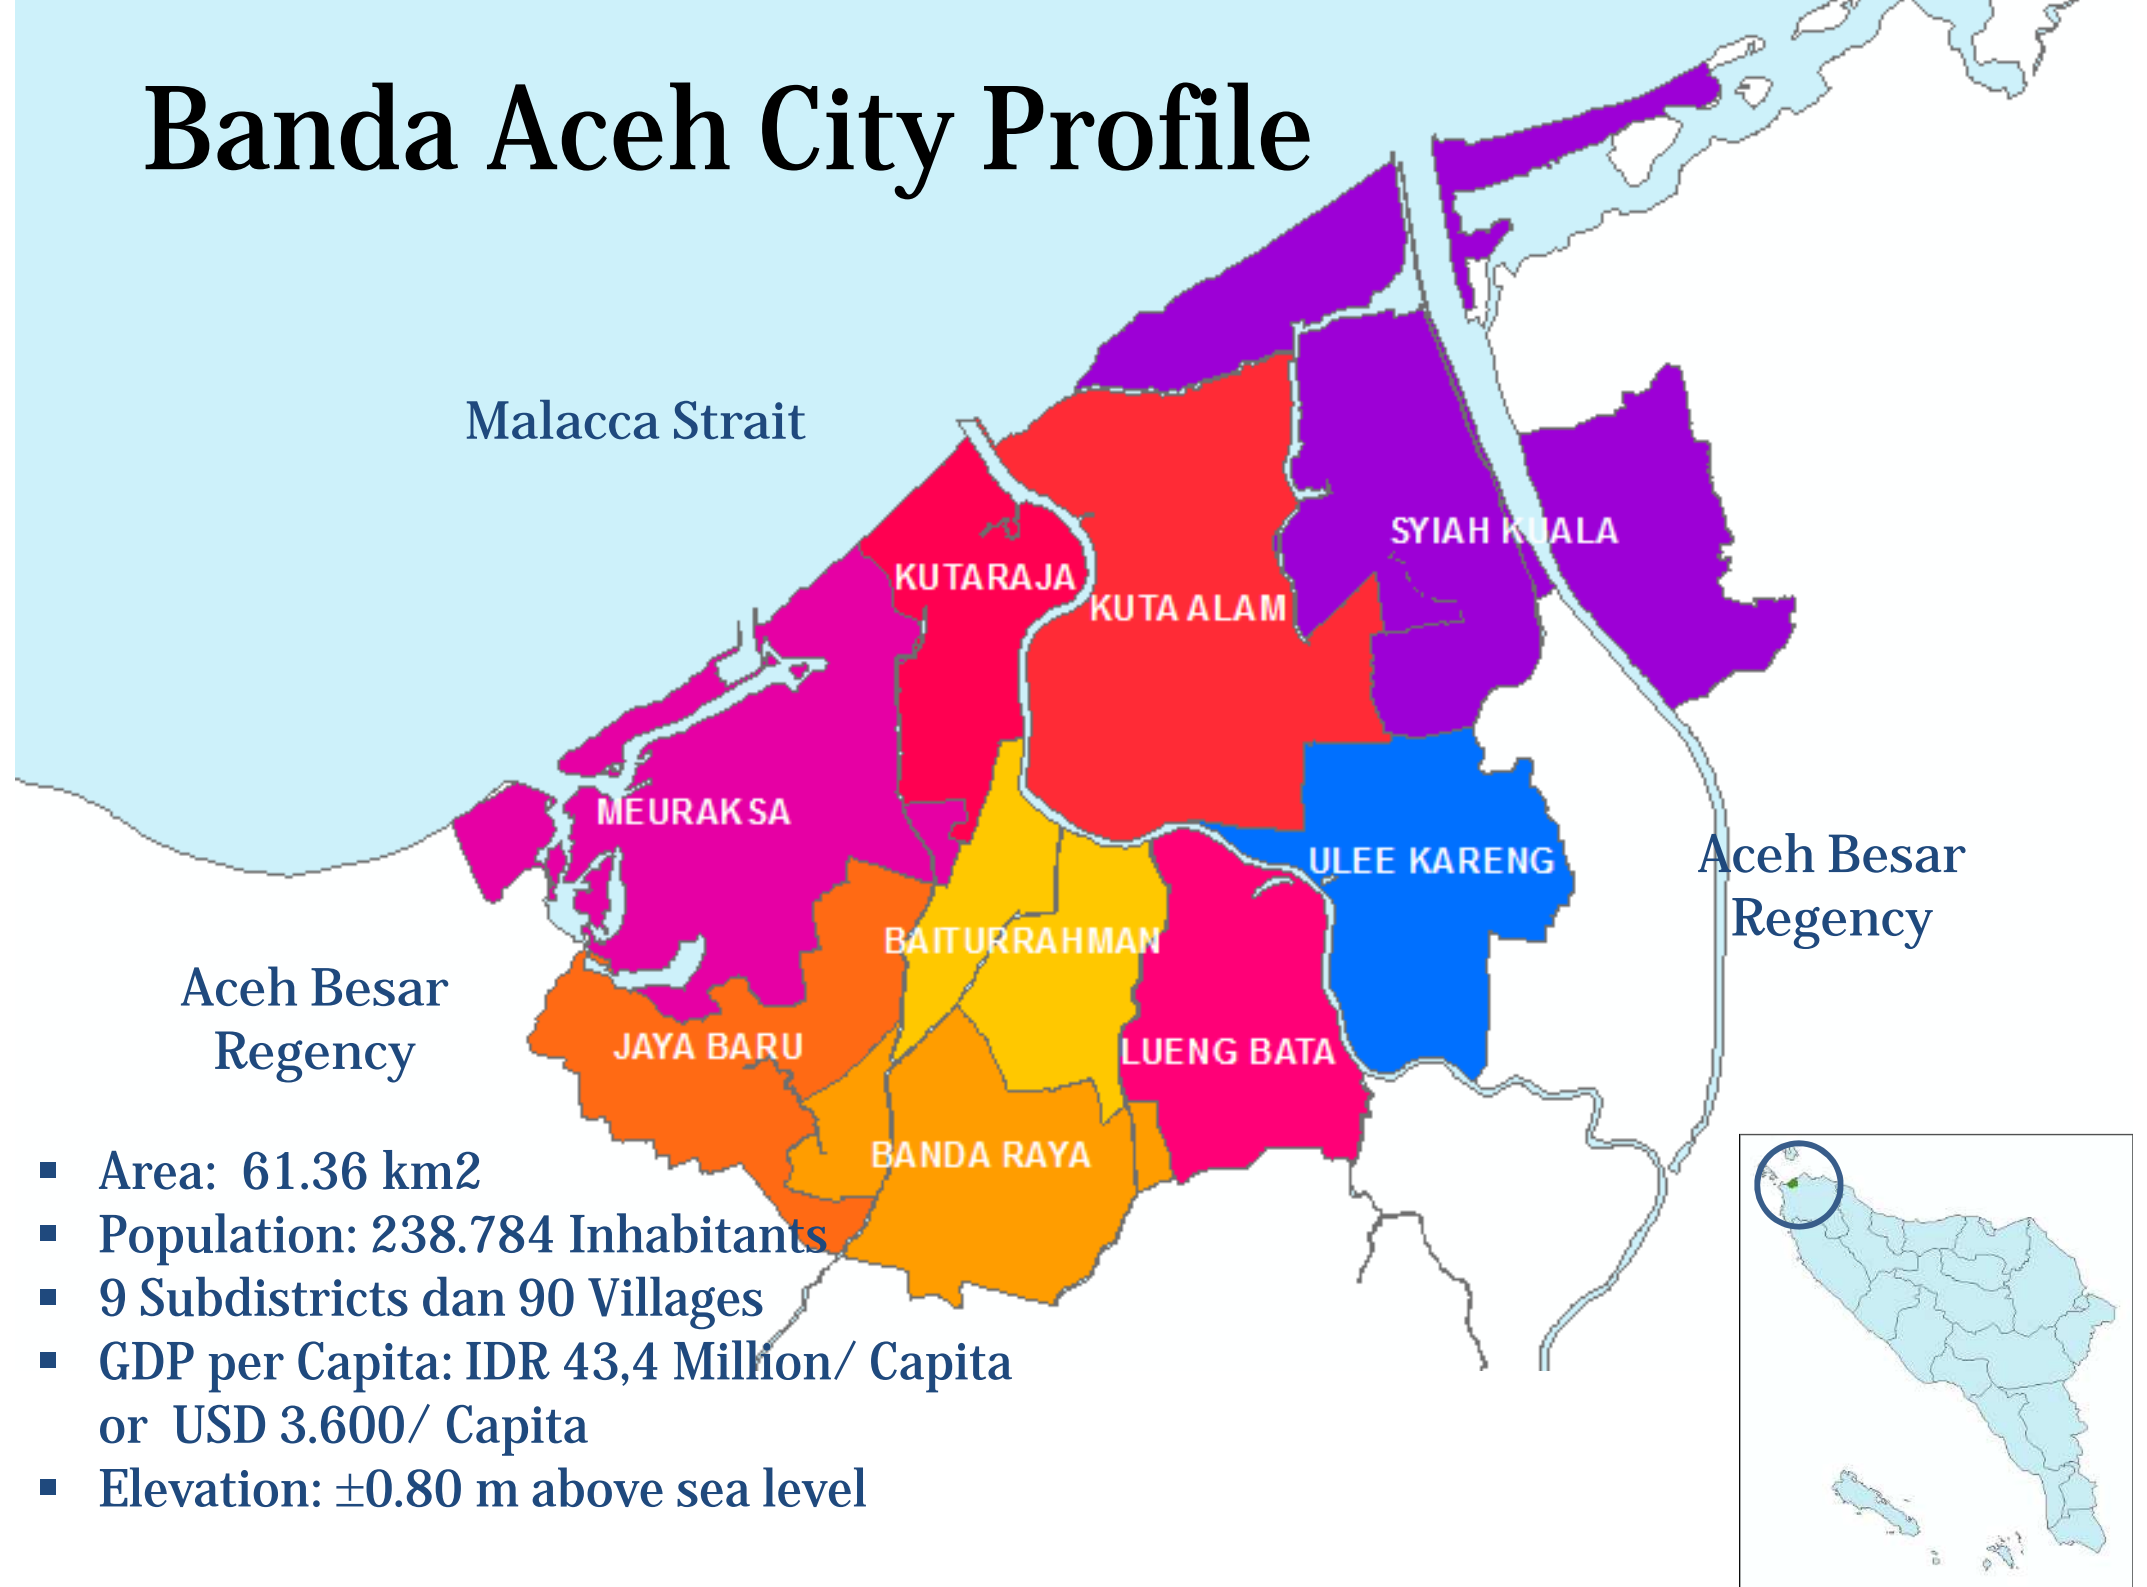 Banda Aceh City Profile
Malacca Strait
SYIAH KUALA
KUTARAJA
KUTA ALAM
MEURAKSA
ULEE KARENG
Aceh Besar
Regency
BAITURRAHMAN
Aceh Besar
Regency
JAYA BARU
LUENG BATA
BANDA RAYA
▪ Area:  61.36 km2
▪ Population: 238.784 Inhabitants
▪ 9 Subdistricts dan 90 Villages
▪ GDP per Capita: IDR 43,4 Million/ Capita
or  USD 3.600/ Capita
▪ Elevation: ±0.80 m above sea level